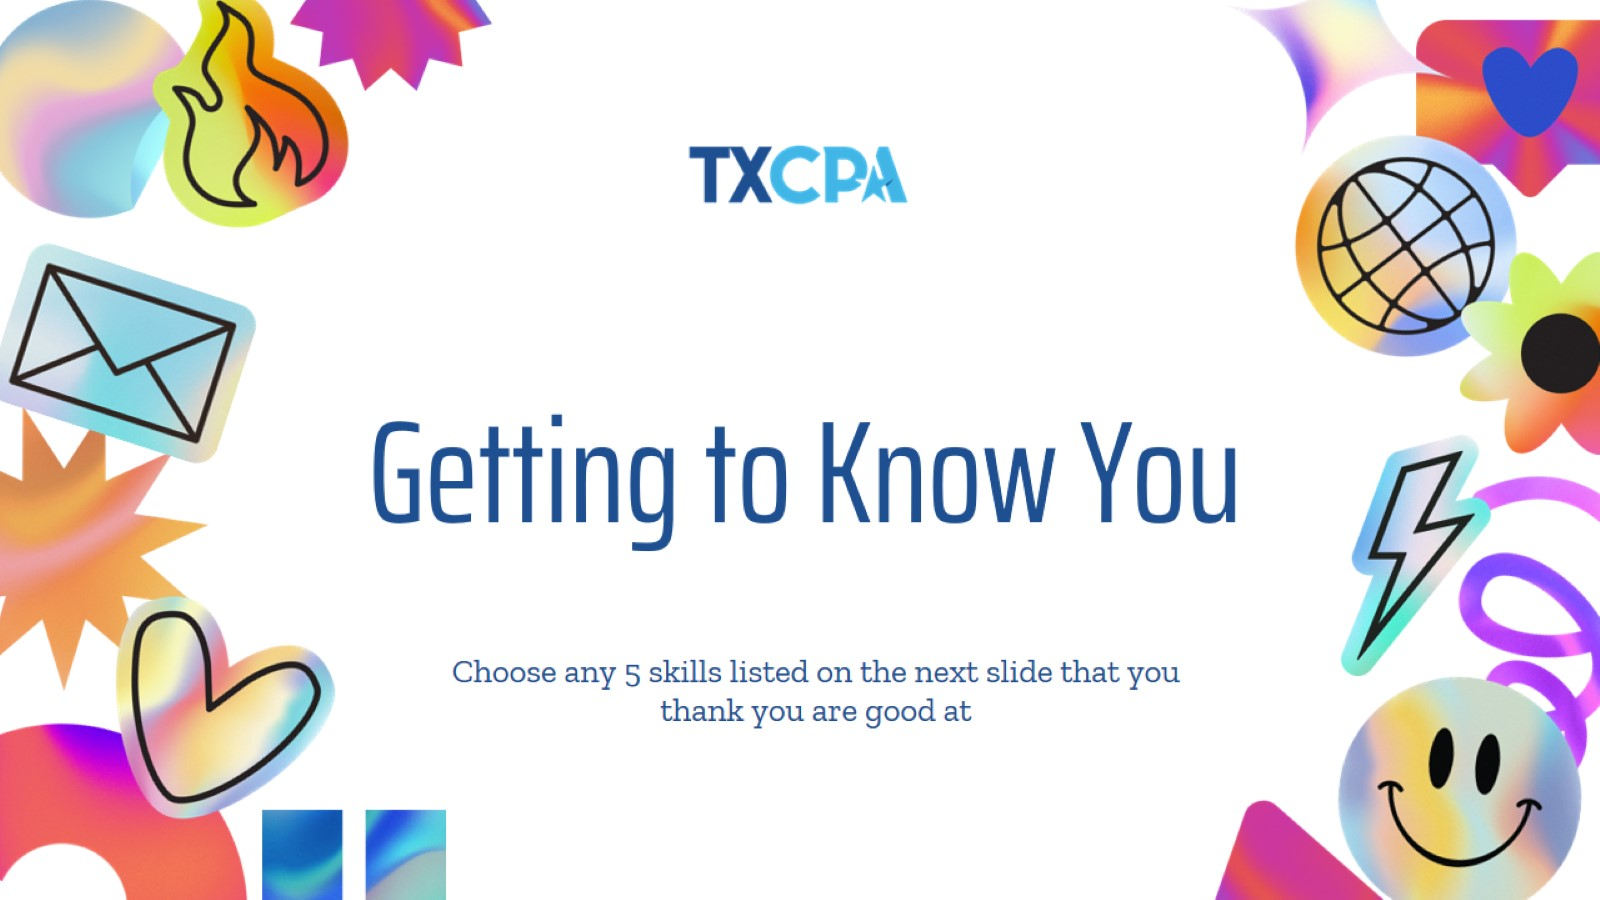 TXCPA
Getting to Know You
Choose any 5 skills listed on the next slide that you
thank you are good at